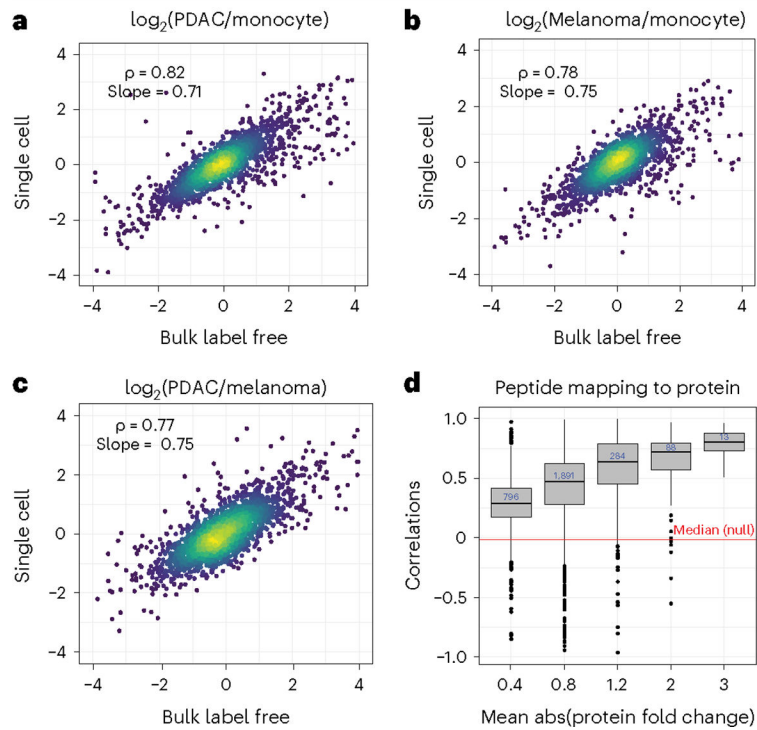 a
log₂(PDAC/monocyte)
ρ = 0.82
Slope = 0.71
4
2
0
−2
−4
Single cell
−4 −2 0 2 4
Bulk label free
b
log₂(Melanoma/monocyte)
ρ = 0.78
Slope = 0.75
4
2
0
−2
−4
Single cell
−4 −2 0 2 4
Bulk label free
c
log₂(PDAC/melanoma)
ρ = 0.77
Slope = 0.75
4
2
0
−2
−4
Single cell
−4 −2 0 2 4
Bulk label free
d
Peptide mapping to protein
1.0
0.5
0
−0.5
−1.0
Correlations
796
1,891
284
88
13
Median (null)
0.4 0.8 1.2 2 3
Mean abs(protein fold change)